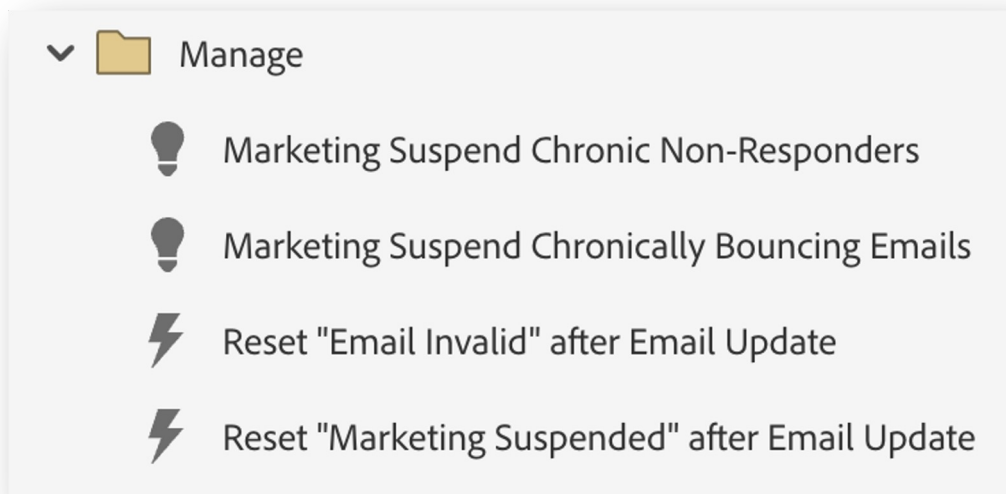 Manage
Marketing Suspend Chronic Non-Responders
Marketing Suspend Chronically Bouncing Emails
Reset "Email Invalid" after Email Update
Reset "Marketing Suspended" after Email Update